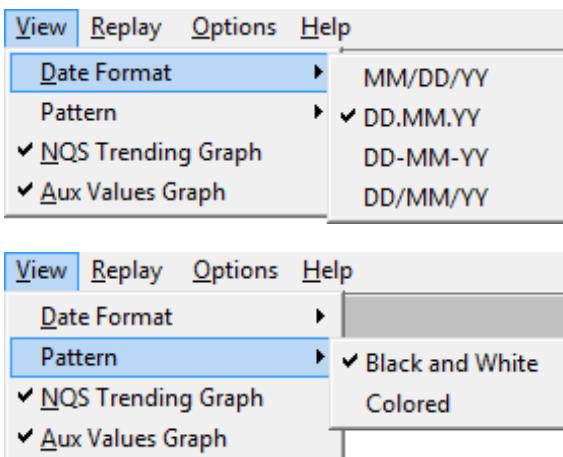 View Replay Options Help
Date Format MM/DD/YY
Pattern DD.MM.YY
NQS Trending Graph DD-MM-YY
Aux Values Graph DD/MM/YY
View Replay Options Help
Date Format
Pattern Black and White
NQS Trending Graph Colored
Aux Values Graph